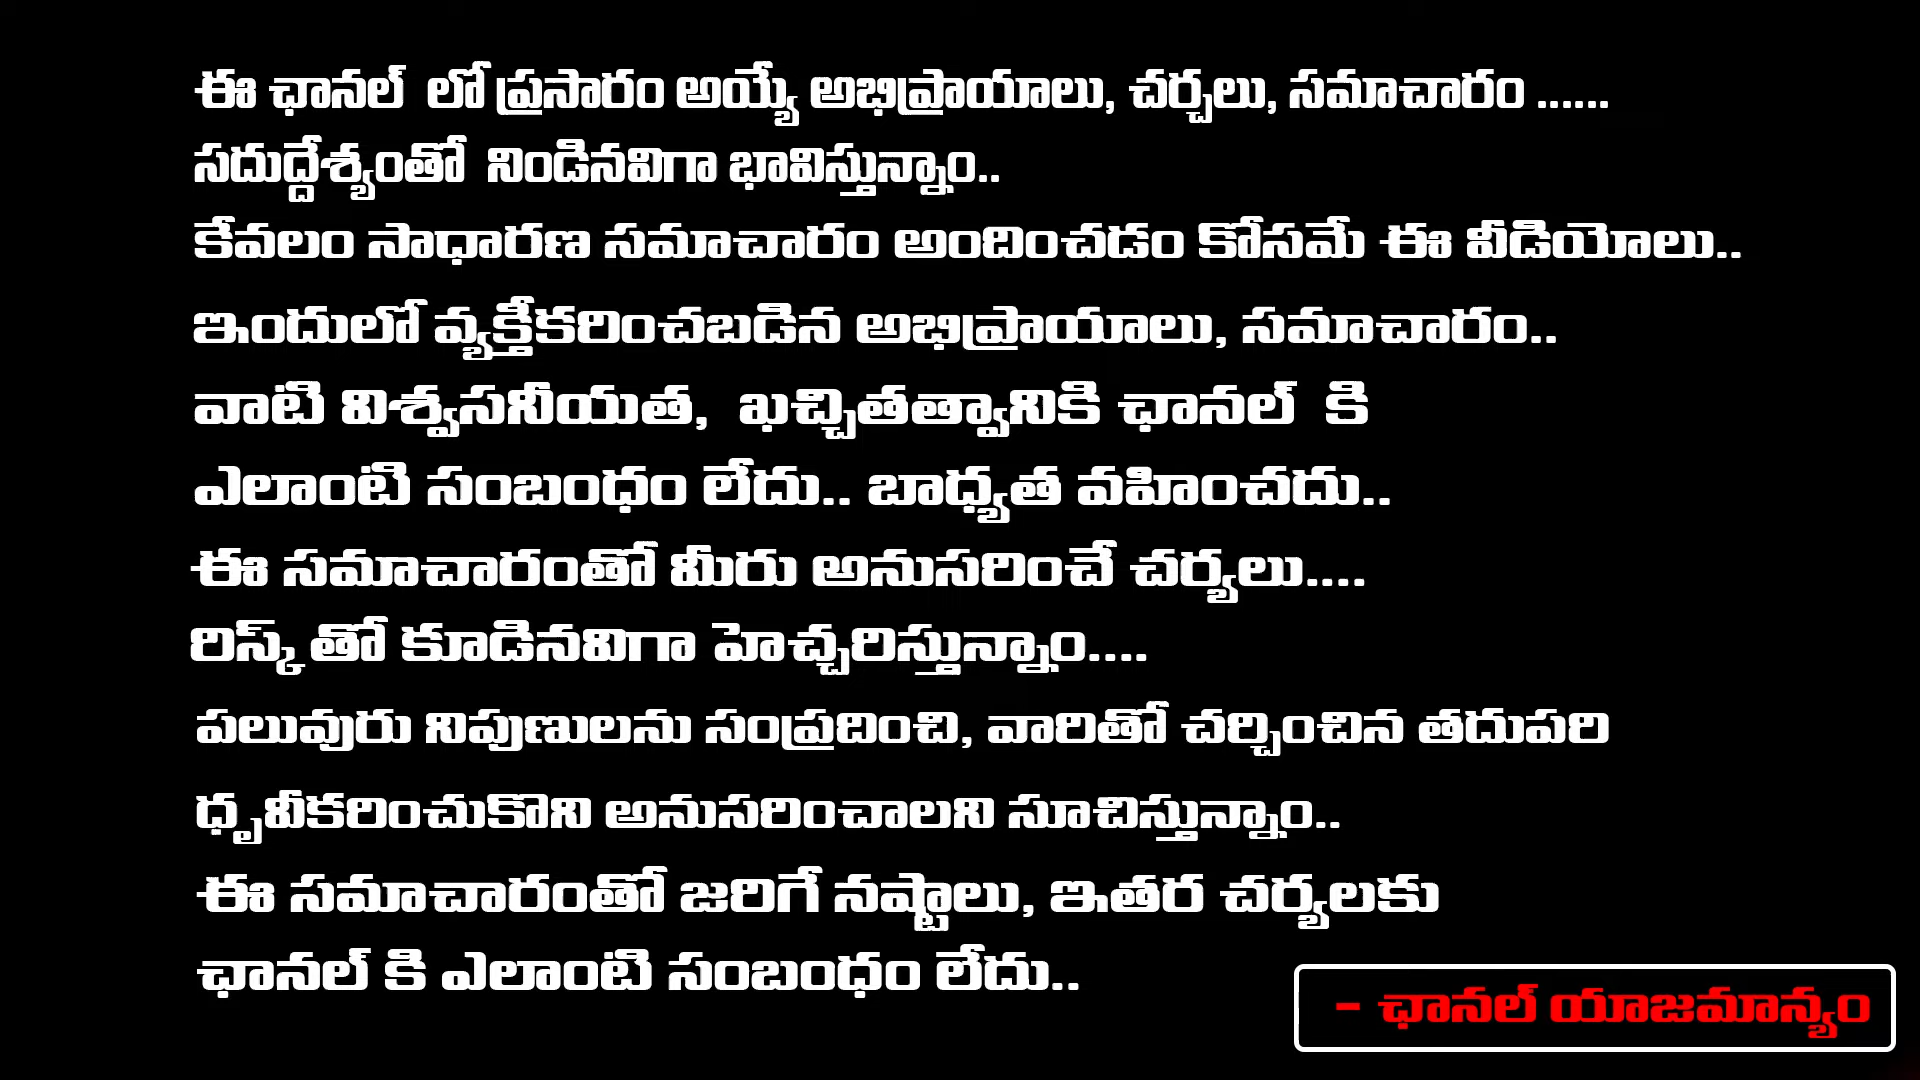 ఈ ఛానల్ లో ప్రసారం అయ్యే అభిప్రాయాలు, చర్చలు, సమాచారం ......
సదుద్దేశ్యంతో నిండినవిగా భావిస్తున్నాం..
కేవలం సాధారణ సమాచారం అందించడం కోసమే ఈ వీడియోలు..
ఇందులో వ్యక్తీకరించబడిన అభిప్రాయాలు, సమాచారం..
వాటి విశ్వసనీయత, ఖచ్చితత్వానికి ఛానల్ కి
ఎలాంటి సంబంధం లేదు.. బాధ్యత వహించదు..
ఈ సమాచారంతో మీరు అనుసరించే చర్యలు....
రిస్క్ తో కూడినవిగా హెచ్చరిస్తున్నాం....
పలువురు నిపుణులను సంప్రదించి, వారితో చర్చించిన తదుపరి
ధృవీకరించుకొని అనుసరించాలని సూచిస్తున్నాం..
ఈ సమాచారంతో జరిగే నష్టాలు, ఇతర చర్యలకు
ఛానల్ కి ఎలాంటి సంబంధం లేదు..
- ఛానల్ యాజమాన్యం